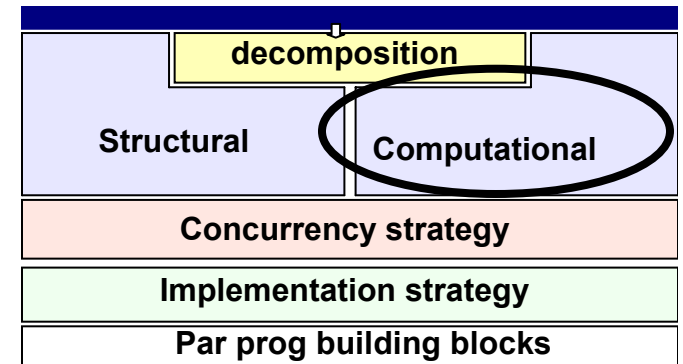 decomposition
Structural
Computational
Concurrency strategy
Implementation strategy
Par prog building blocks